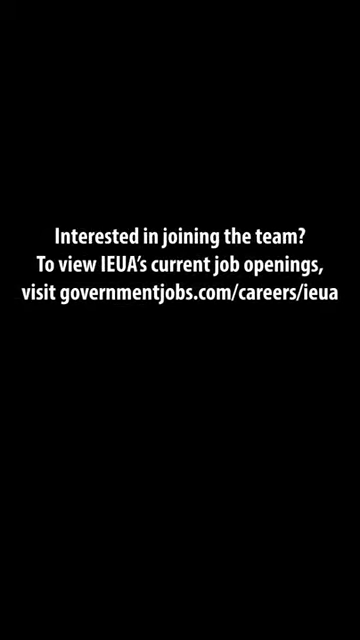 Interested in joining the team?
To view IEUA's current job openings,
visit governmentjobs.com/careers/ieua